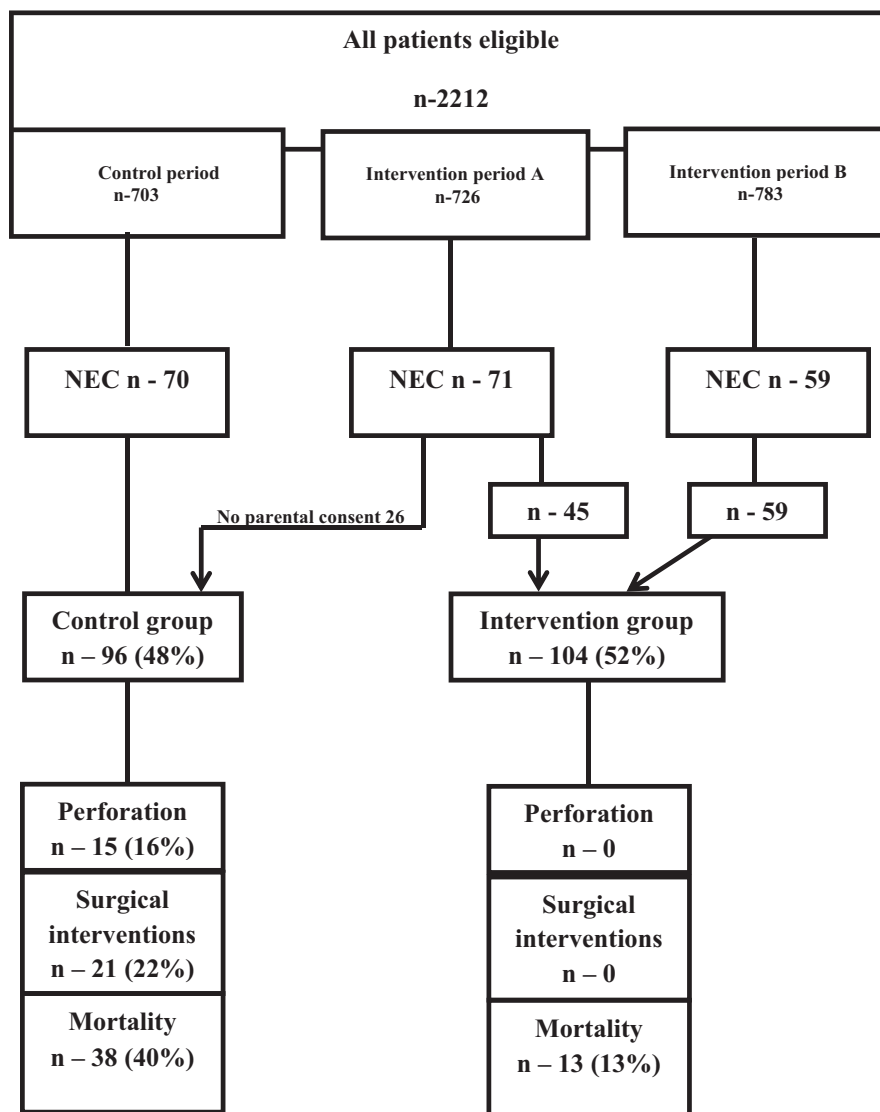 All patients eligible
n-2212
Control period
n-703
Intervention period A
n-726
Intervention period B
n-783
NEC n - 70
NEC n - 71
NEC n - 59
No parental consent 26
n - 45
n - 59
Control group
n – 96 (48%)
Intervention group
n – 104 (52%)
Perforation
n – 15 (16%)
Surgical
interventions
n – 21 (22%)
Mortality
n – 38 (40%)
Perforation
n – 0
Surgical
interventions
n – 0
Mortality
n – 13 (13%)